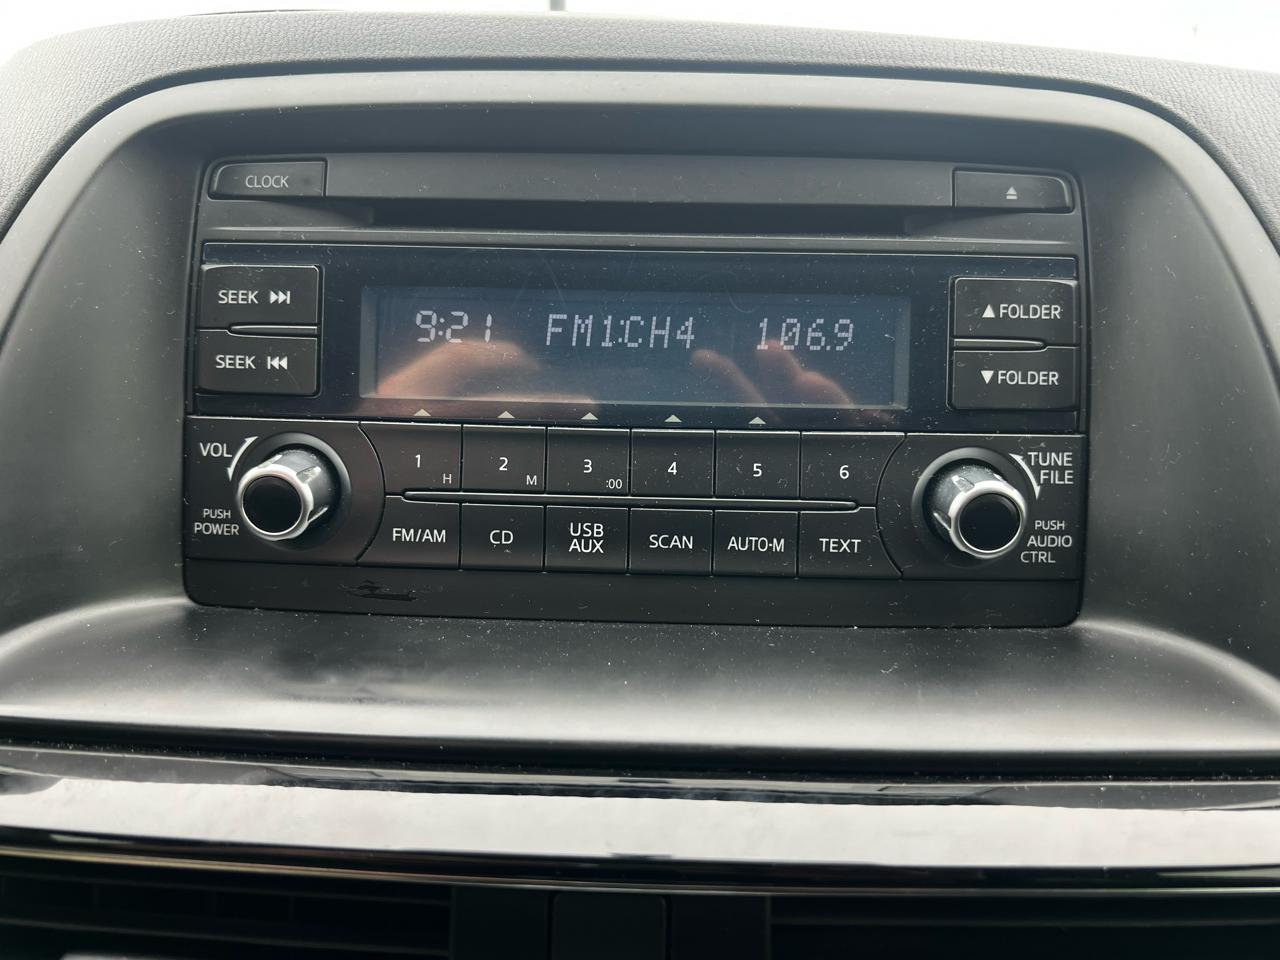 CLOCK
SEEK
SEEK
9:21 FM1:CH4 106.9
▲FOLDER
▼FOLDER
VOL
PUSH
POWER
1 H
2 M
3 :00
4
5
6
FM/AM
CD
USB
AUX
SCAN
AUTO-M
TEXT
TUNE
FILE
PUSH
AUDIO
CTRL